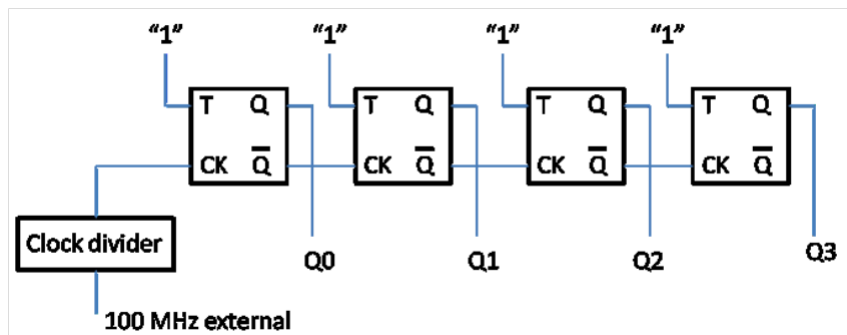 “1” “1” “1” “1”
T Q T Q T Q T Q
CK Q̅ CK Q̅ CK Q̅ CK Q̅
Clock divider
Q0 Q1 Q2 Q3
100 MHz external